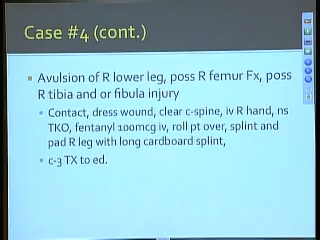 Case #4 (cont.)
Avulsion of R lower leg, poss R femur Fx, poss
R tibia and or fibula injury
Contact, dress wound, clear c-spine, iv R hand, ns
TKO, fentanyl 100mcg iv, roll pt over, splint and
pad R leg with long cardboard splint,
c-3 TX to ed.